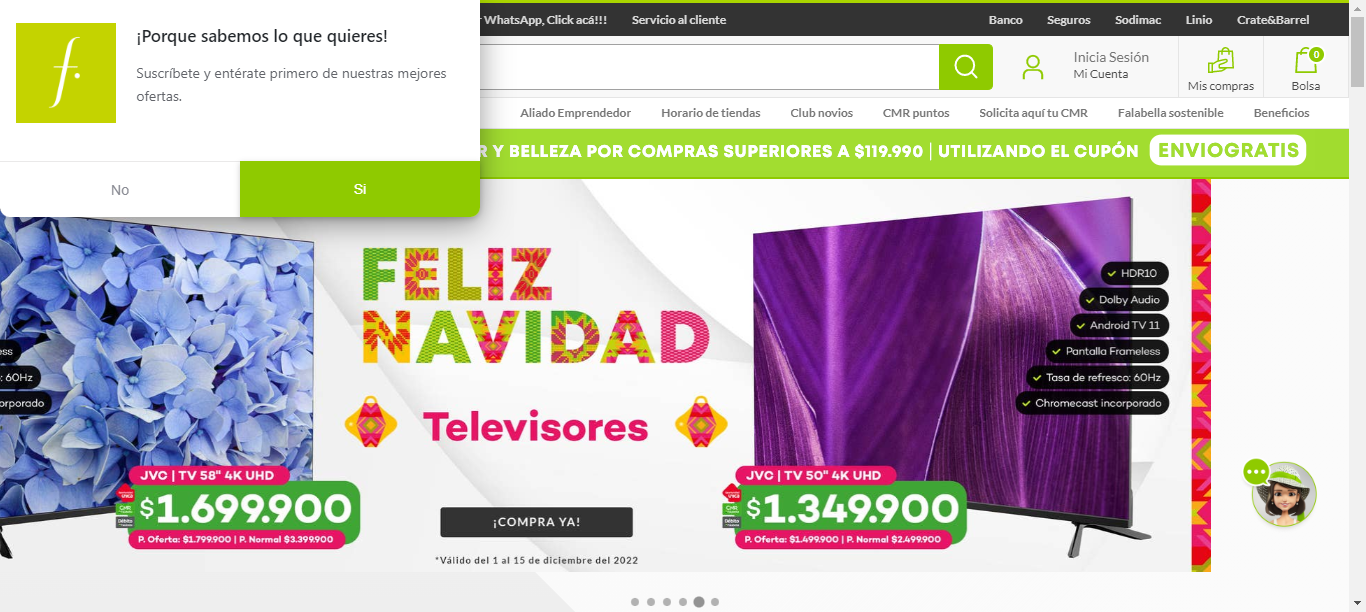 ¡Porque sabemos lo que quieres!
Suscríbete y entérate primero de nuestras mejores
ofertas.
No
Si
WhatsApp, Click acá!!!
Servicio al cliente
Banco
Seguros
Sodimac
Linio
Crate&Barrel
Inicia Sesión
Mi Cuenta
Mis compras
0
Bolsa
Aliado Emprendedor
Horario de tiendas
Club novios
CMR puntos
Solicita aquí tu CMR
Falabella sostenible
Beneficios
R Y BELLEZA POR COMPRAS SUPERIORES A $119.990 | UTILIZANDO EL CUPÓN ENVIOGRATIS
FELIZ
NAVIDAD
Televisores
ess
: 60Hz
orporado
JVC | TV 58" 4K UHD
$1.699.900
P. Oferta: $1.799.900 | P. Normal $3.399.900
¡COMPRA YA!
*Válido del 1 al 15 de diciembre del 2022
HDR10
Dolby Audio
Android TV 11
Pantalla Frameless
Tasa de refresco: 60Hz
Chromecast incorporado
JVC | TV 50" 4K UHD
$1.349.900
P. Oferta: $1.499.900 | P. Normal $2.499.900